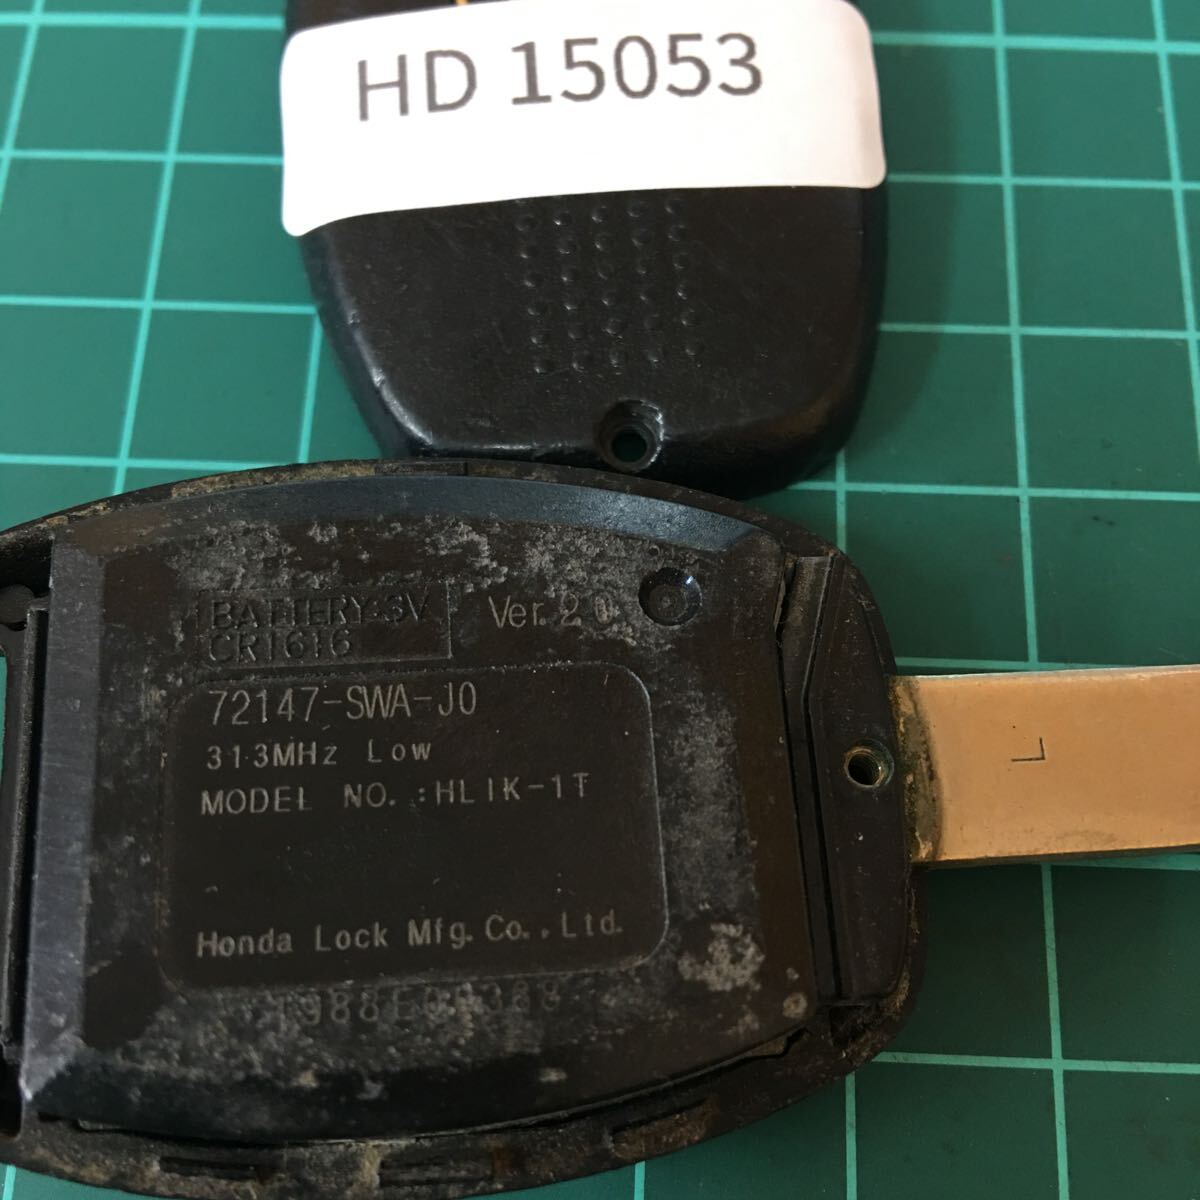 HD 15053
BATTERY:3V
CR1616
Ver. 2.0
72147-SWA-J0
313MHz Low
MODEL NO. :HLIK-1T
Honda Lock Mfg. Co., Ltd.
L